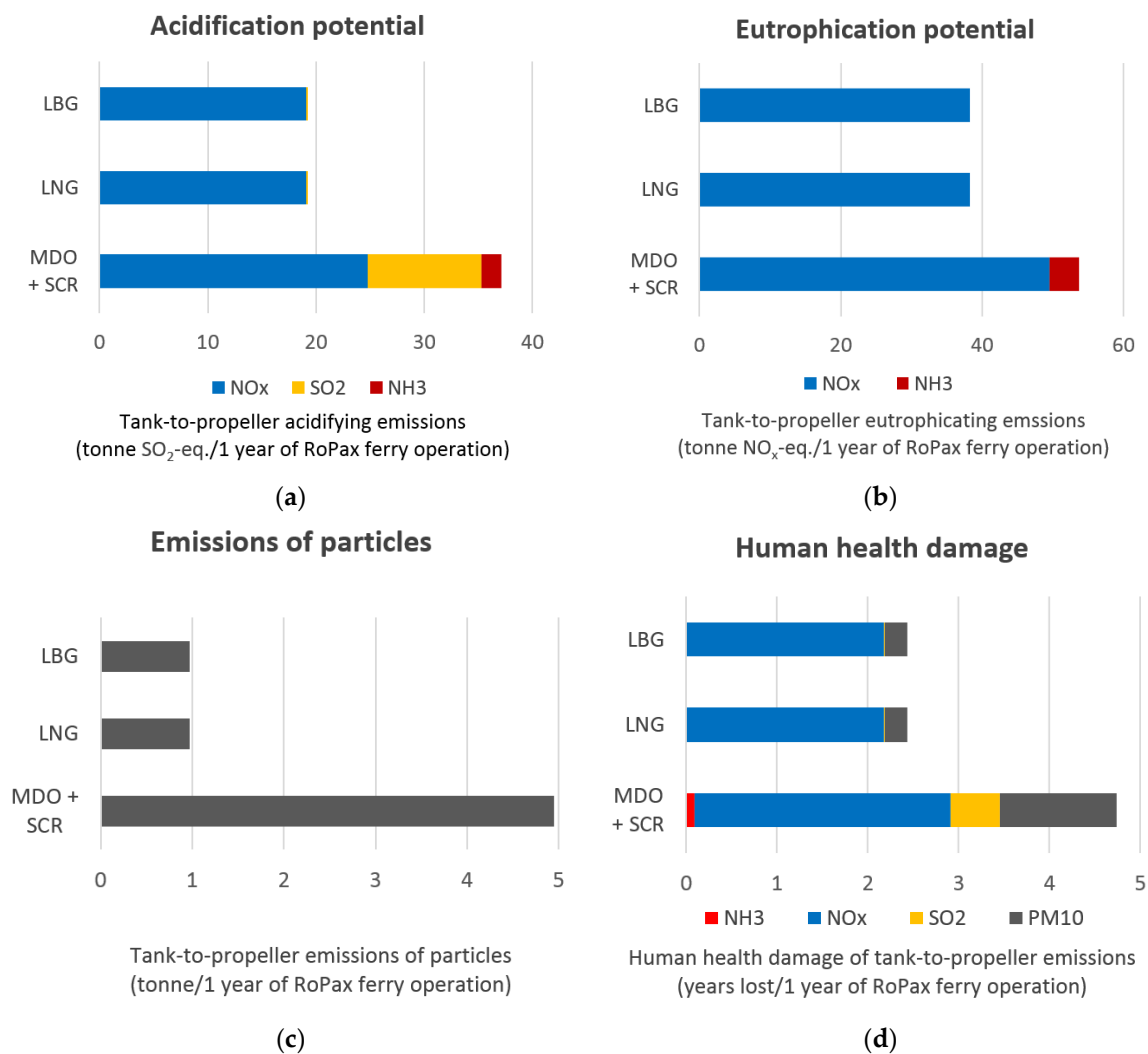 Acidification potential
LBG
LNG
MDO
+ SCR
0 10 20 30 40
NOx SO2 NH3
Tank-to-propeller acidifying emissions
(tonne SO₂-eq./1 year of RoPax ferry operation)
(a)
Eutrophication potential
LBG
LNG
MDO
+ SCR
0 20 40 60
NOx NH3
Tank-to-propeller eutrophicating emssions
(tonne NOₓ-eq./1 year of RoPax ferry operation)
(b)
Emissions of particles
LBG
LNG
MDO +
SCR
0 1 2 3 4 5
Tank-to-propeller emissions of particles
(tonne/1 year of RoPax ferry operation)
(c)
Human health damage
LBG
LNG
MDO
+ SCR
0 1 2 3 4 5
NH3 NOx SO2 PM10
Human health damage of tank-to-propeller emissions
(years lost/1 year of RoPax ferry operation)
(d)